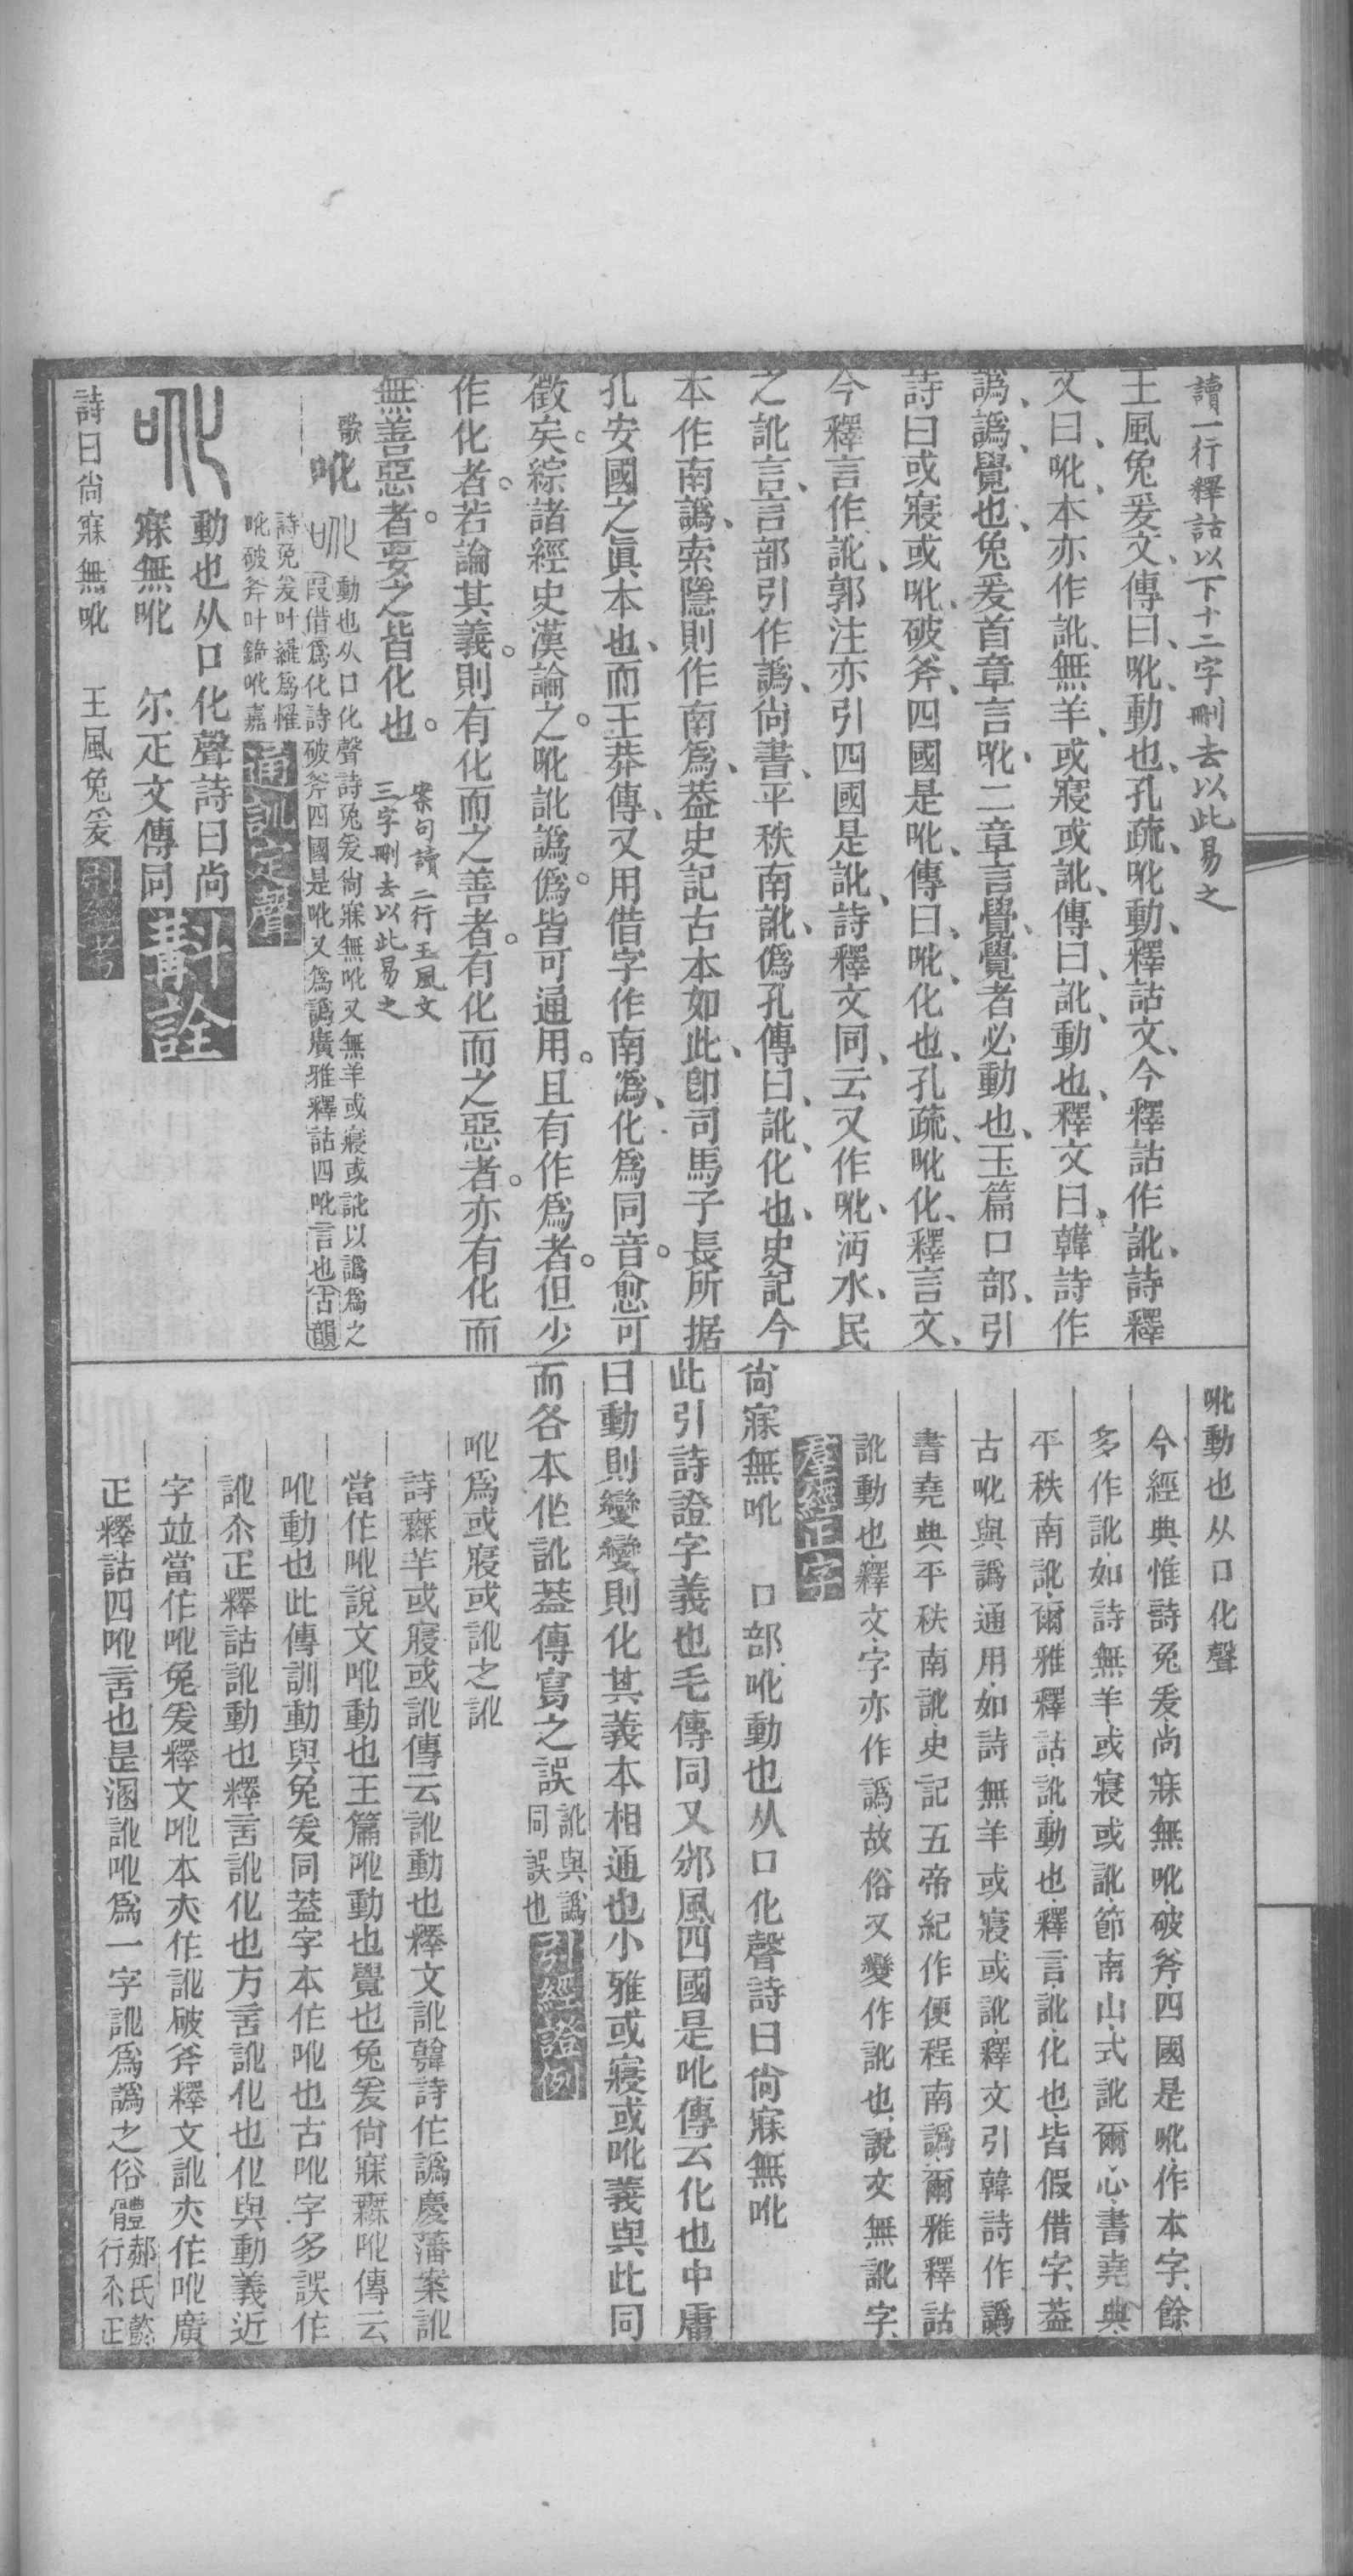 讀一行釋詁以下十二字刪去以此易之
王風兔爰文傳曰、吪、動也、孔疏、吪動、釋詁文、今釋詁作訛、詩釋
文曰、吪、本亦作訛、無羊、或寢或訛、傳曰、訛、動也、釋文曰、韓詩作
譌、譌、覺也、兔爰首章言吪、二章言覺、覺者必動也、玉篇口部、引
詩曰或寢或吪、破斧、四國是吪、傳曰、吪、化也、孔疏、吪化、釋言文、
今釋言作訛、郭注亦引四國是訛、詩釋文同、云又作吪、沔水、民
之訛言、言部引作譌、尙書、平秩南訛、僞孔傳曰、訛、化也、史記今
本作南譌、索隱則作南爲、葢史記古本如此、卽司馬子長所据
孔安國之眞本也、而王莽傳、又用借字作南僞、化爲同音。愈可
徵矣。綜諸經史漢論之。吪訛譌僞。皆可通用。且有作爲者。但少
作化者。若論其義。則有化而之善者。有化而之惡者。亦有化而
無善惡者。要之皆化也。
案句讀二行王風文
三字刪去以此易之
歌吪動也从口化聲詩兔爰尙寐無吪又無羊或寢或訛以譌爲之
叚借爲化詩破斧四國是吪又爲譌廣雅釋詁四吪言也古韻
詩兔爰叶羅爲罹
吪破斧叶錡吪嘉通訓定聲
吪動也从口化聲詩曰尙
寐無吪 尔疋文傳同斠詮
詩曰尙寐無吪 王風兔爰引經考
吪動也从口化聲
今經典惟詩兔爰尚寐無吪破斧四國是吪作本字餘
多作訛如詩無羊或寢或訛節南山式訛爾心書堯典
平秩南訛爾雅釋詁訛動也釋言訛化也皆假借字葢
古吪與譌通用如詩無羊或寢或訛釋文引韓詩作譌
書堯典平秩南訛史記五帝紀作便程南譌爾雅釋詁
訛動也釋文字亦作譌故俗又變作訛也說文無訛字
羣經正字
尙寐無吪 口部吪動也从口化聲詩曰尙寐無吪
此引詩證字義也毛傳同又邠風四國是吪傳云化也中庸
曰動則變變則化其義本相通也小雅或寢或吪義與此同
而各本作訛葢傳寫之誤訛與譌
同誤也引經證例
吪爲或寢或訛之訛
詩無羊或寢或訛傳云訛動也釋文訛韓詩作譌慶藩案訛
當作吪說文吪動也玉篇吪動也覺也兔爰尙寐無吪傳云
吪動也此傳訓動與兔爰同葢字本作吪也古吪字多誤作
訛尒正釋詁訛動也釋言訛化也方言訛化也化與動義近
字竝當作吪兔爰釋文吪本夾作訛破斧釋文訛夾作吪廣
正釋詁四吪言也是溷訛吪爲一字訛爲譌之俗體郝氏懿
行尒正